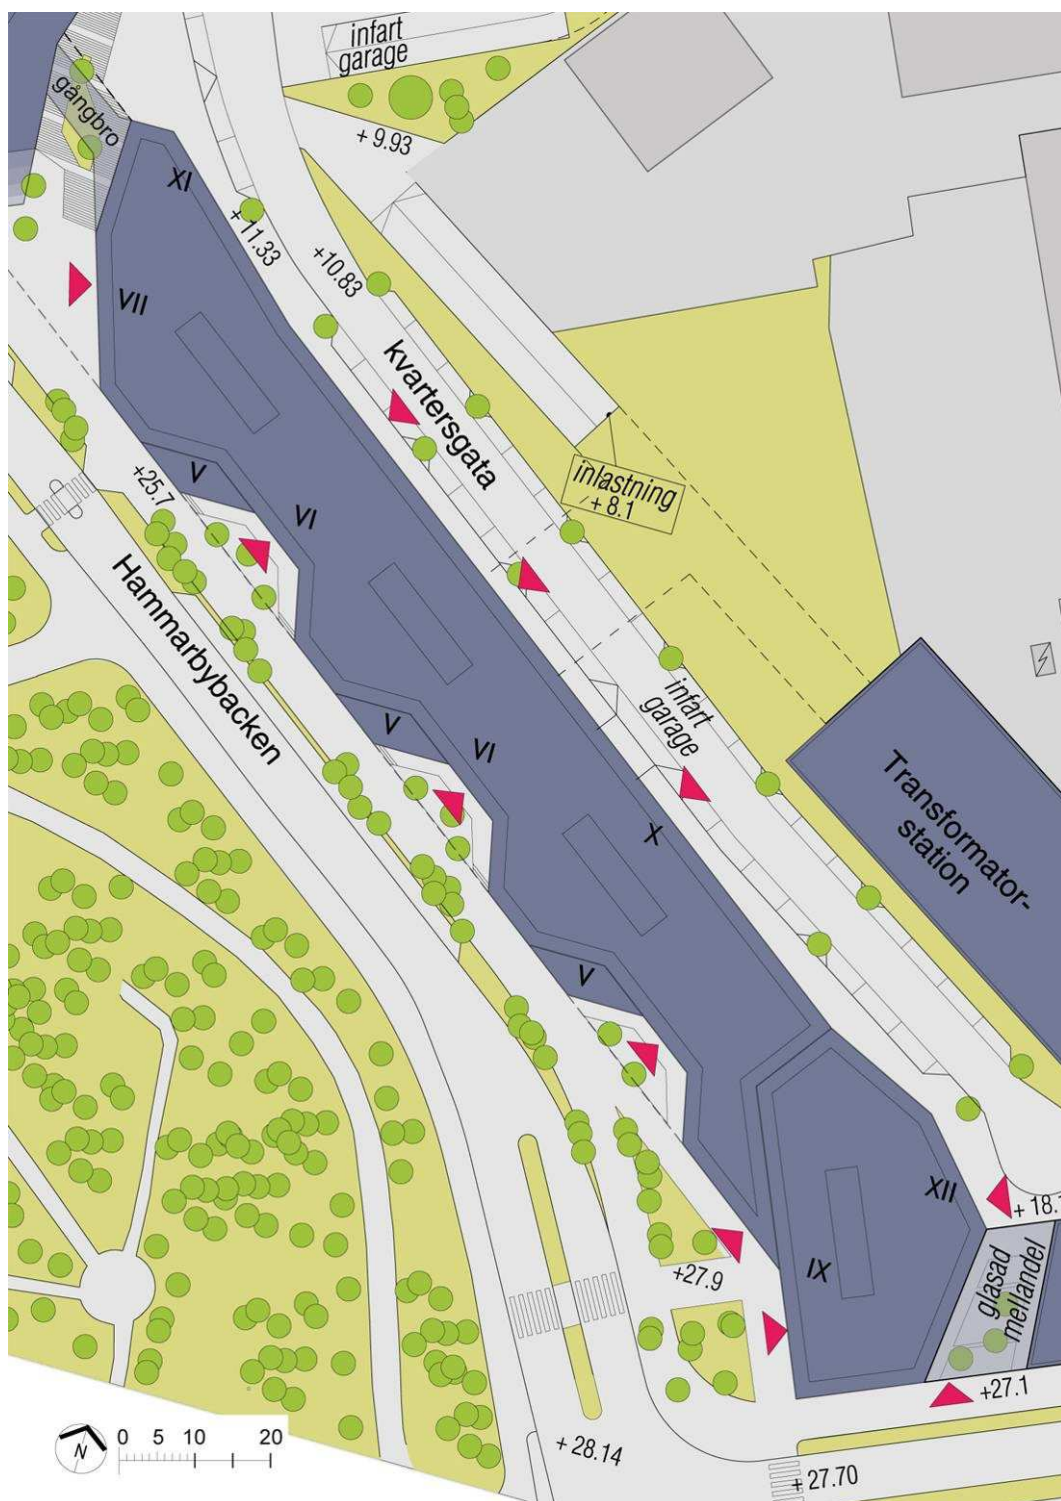 infart
garage
gångbro
+ 9.93
XI
+11.33
+10.83
VII
kvartersgata
V
+25.7
inlastning
+ 8.1
VI
Hammarbybacken
infart
garage
V
VI
X
Transformator-
station
V
XII
+ 18.
IX
+27.9
glasad
mellandel
+27.1
N
0 5 10 20
+ 28.14
+ 27.70